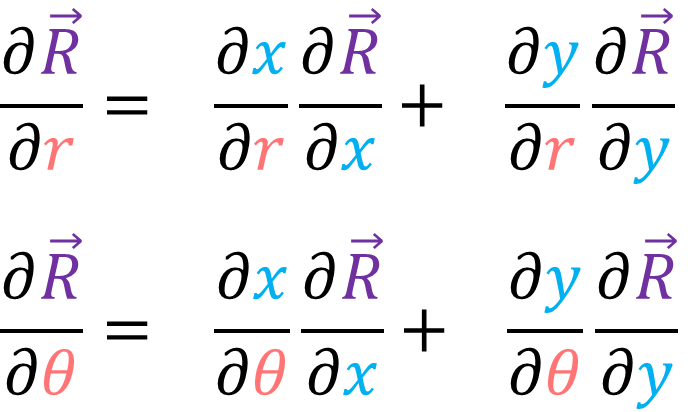 ∂R⃗/∂r = ∂x/∂r ∂R⃗/∂x + ∂y/∂r ∂R⃗/∂y
∂R⃗/∂θ = ∂x/∂θ ∂R⃗/∂x + ∂y/∂θ ∂R⃗/∂y